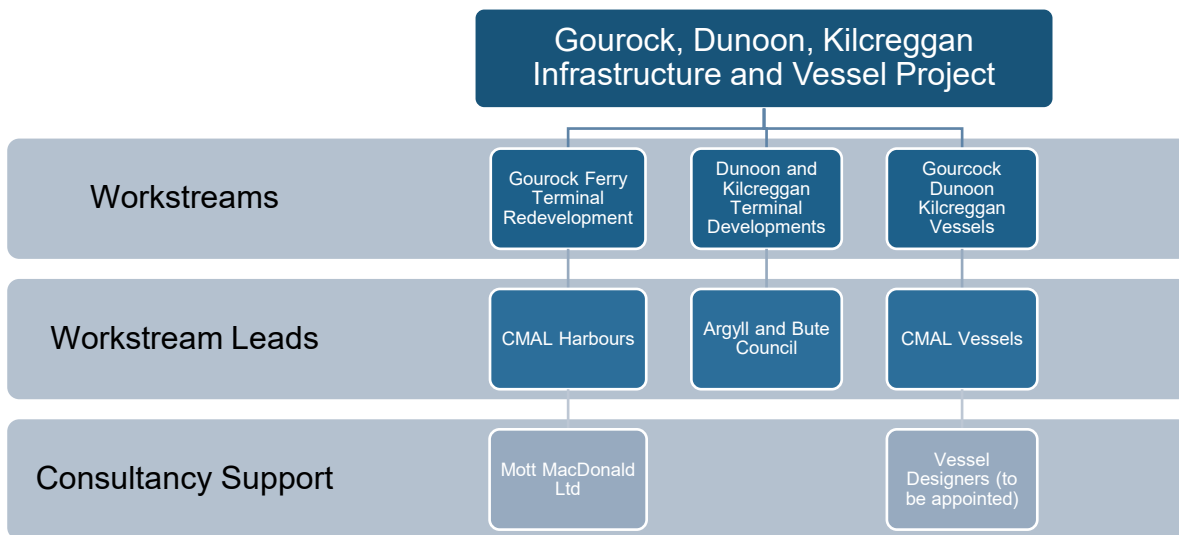 Gourock, Dunoon, Kilcreggan
Infrastructure and Vessel Project
Workstreams
Gourock Ferry
Terminal
Redevelopment
Dunoon and
Kilcreggan
Terminal
Developments
Gourcock
Dunoon
Kilcreggan
Vessels
Workstream Leads
CMAL Harbours
Argyll and Bute
Council
CMAL Vessels
Consultancy Support
Mott MacDonald
Ltd
Vessel
Designers (to
be appointed)